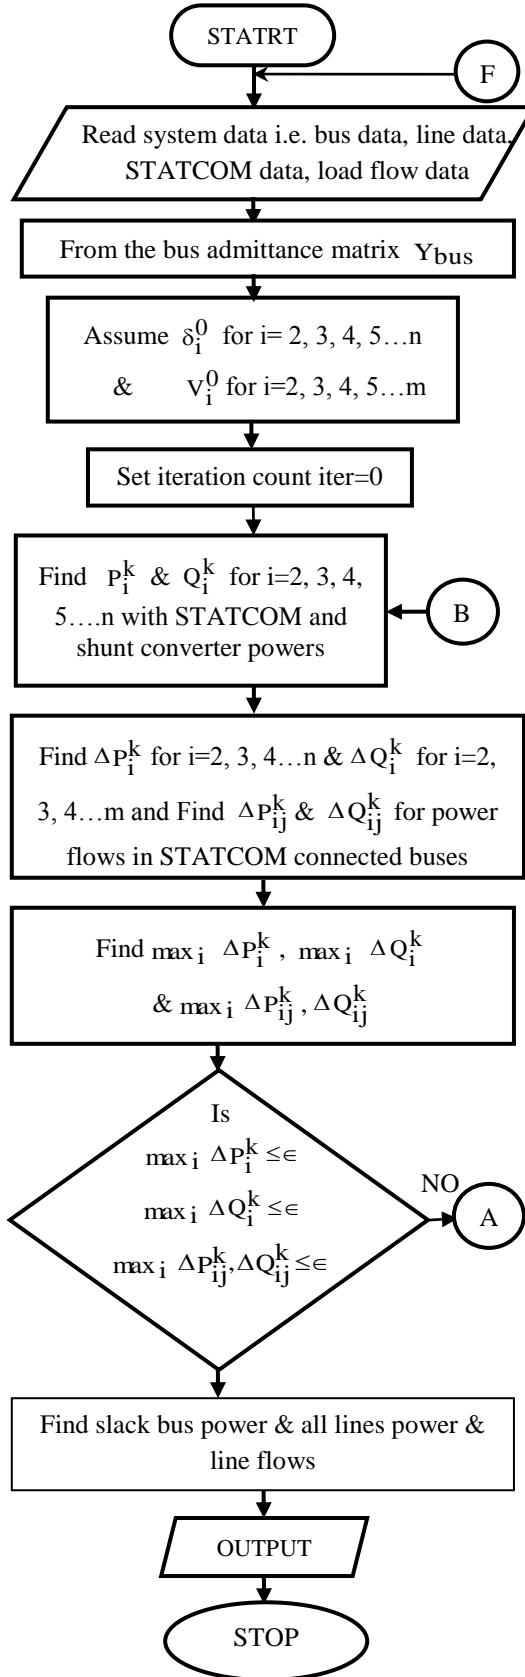 STATRT
F
Read system data i.e. bus data, line data,
STATCOM data, load flow data
From the bus admittance matrix Y_bus
Assume δ_i^0 for i= 2, 3, 4, 5…n
& V_i^0 for i=2, 3, 4, 5…m
Set iteration count iter=0
Find P_i^k & Q_i^k for i=2, 3, 4,
5….n with STATCOM and
shunt converter powers
B
Find ΔP_i^k for i=2, 3, 4…n & ΔQ_i^k for i=2,
3, 4…m and Find ΔP_ij^k & ΔQ_ij^k for power
flows in STATCOM connected buses
Find max_i ΔP_i^k , max_i ΔQ_i^k
& max_i ΔP_ij^k , ΔQ_ij^k
Is
max_i ΔP_i^k ≤∈
max_i ΔQ_i^k ≤∈
max_i ΔP_ij^k, ΔQ_ij^k ≤∈
NO
A
Find slack bus power & all lines power &
line flows
OUTPUT
STOP